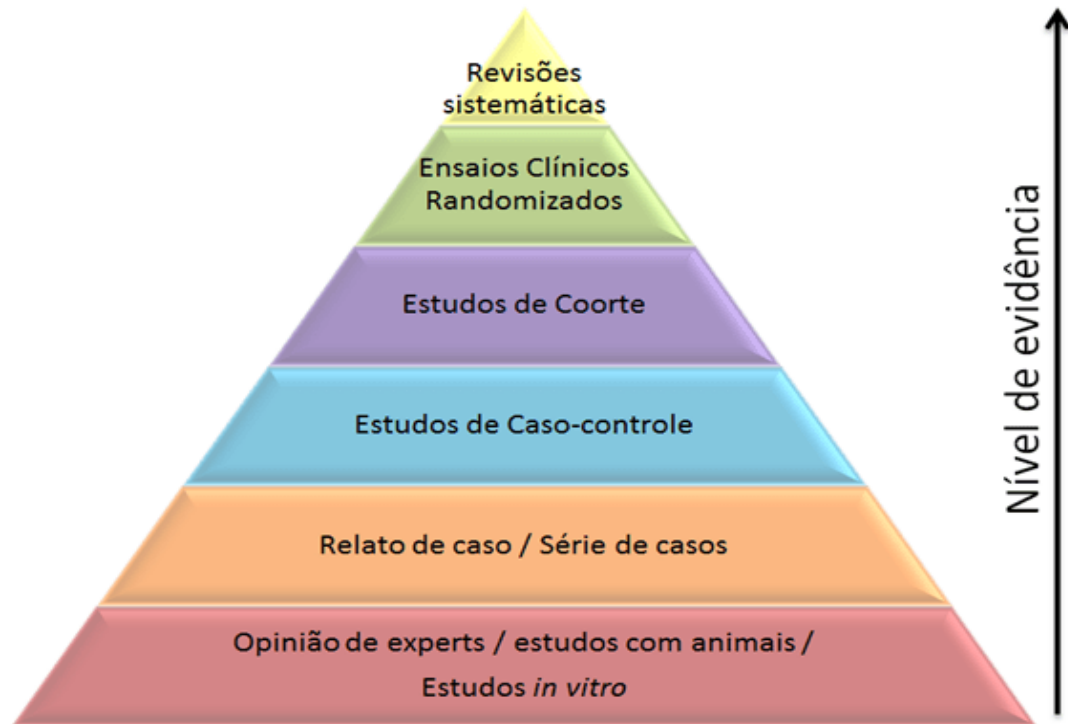 Revisões
sistemáticas
Ensaios Clínicos
Randomizados
Estudos de Coorte
Estudos de Caso-controle
Relato de caso / Série de casos
Opinião de experts / estudos com animais /
Estudos in vitro
Nível de evidência